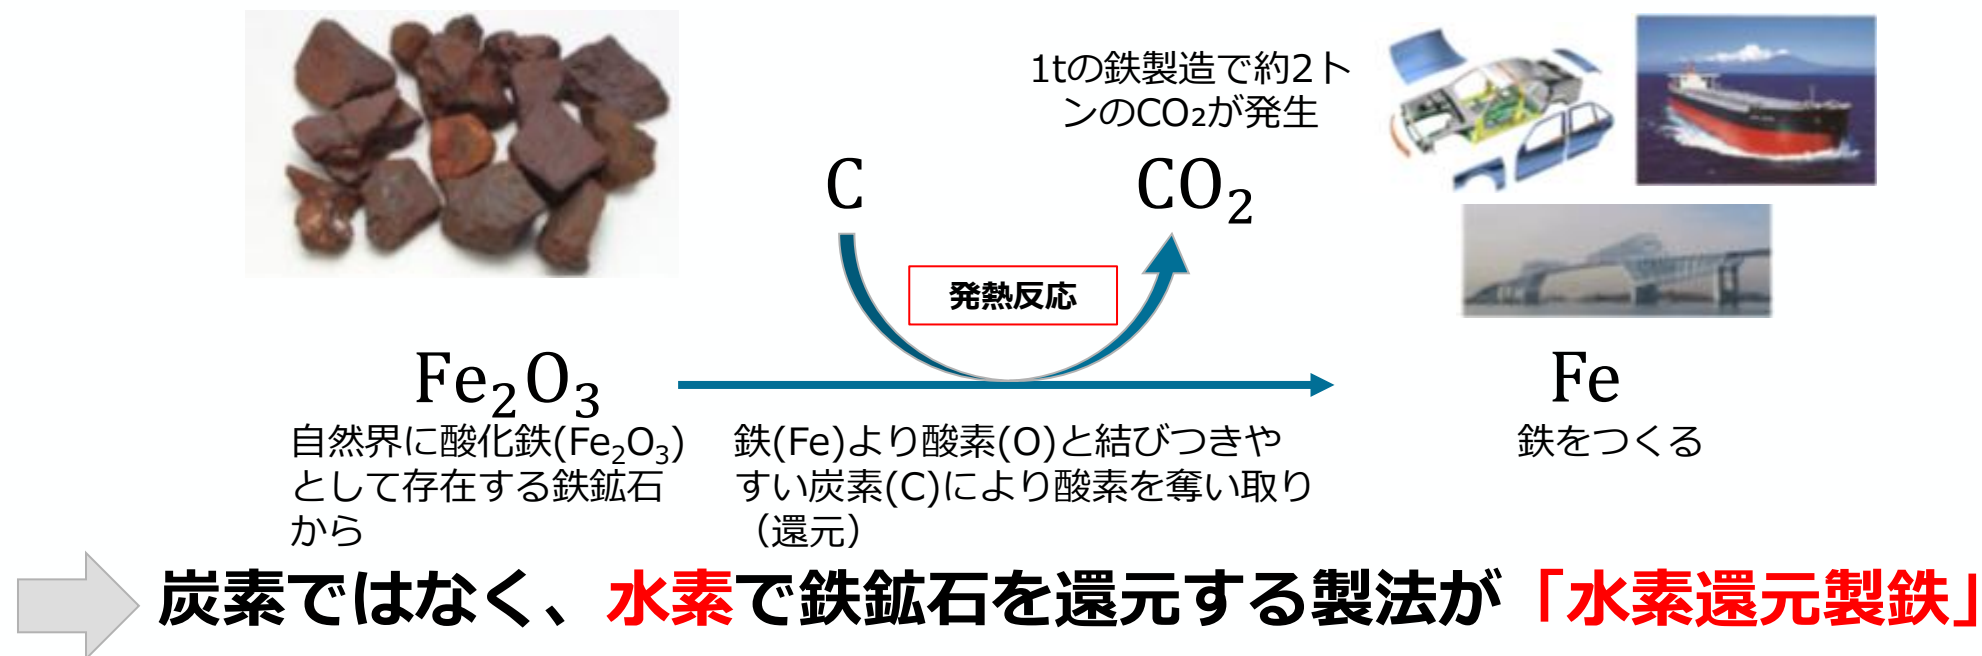 1tの鉄製造で約2ト
ンのCO₂が発生
C
CO₂
発熱反応
Fe₂O₃
Fe
自然界に酸化鉄(Fe₂O₃)
として存在する鉄鉱石
から
鉄(Fe)より酸素(O)と結びつきや
すい炭素(C)により酸素を奪い取り
（還元）
鉄をつくる
炭素ではなく、水素で鉄鉱石を還元する製法が「水素還元製鉄」